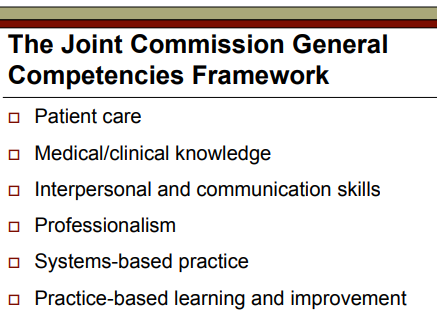 The Joint Commission General
Competencies Framework
Patient care
Medical/clinical knowledge
Interpersonal and communication skills
Professionalism
Systems-based practice
Practice-based learning and improvement